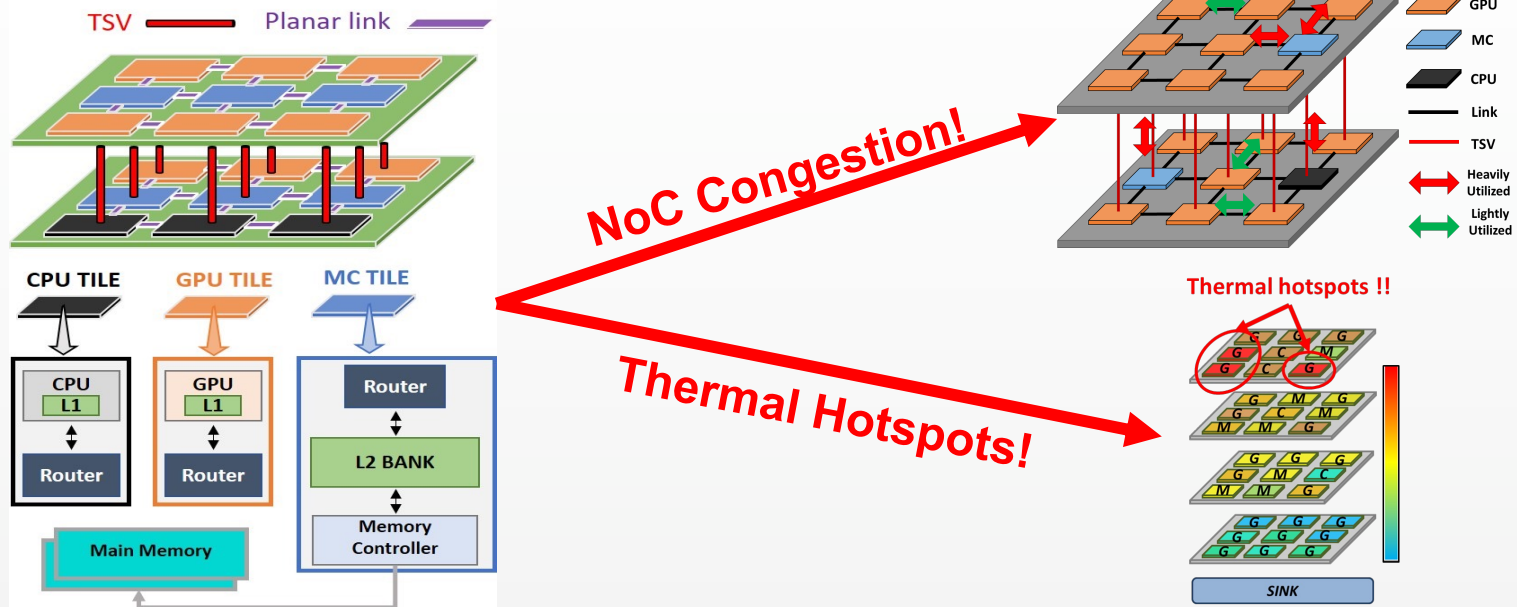 TSV
Planar link
CPU TILE
GPU TILE
MC TILE
CPU
L1
Router
GPU
L1
Router
Router
L2 BANK
Memory
Controller
Main Memory
NoC Congestion!
Thermal Hotspots!
GPU
MC
CPU
Link
TSV
Heavily
Utilized
Lightly
Utilized
Thermal hotspots !!
G G G
G C M
G C G
G M G
G C M
M M G
G G G
G M C
M M G
G G G
G G G
G G G
SINK